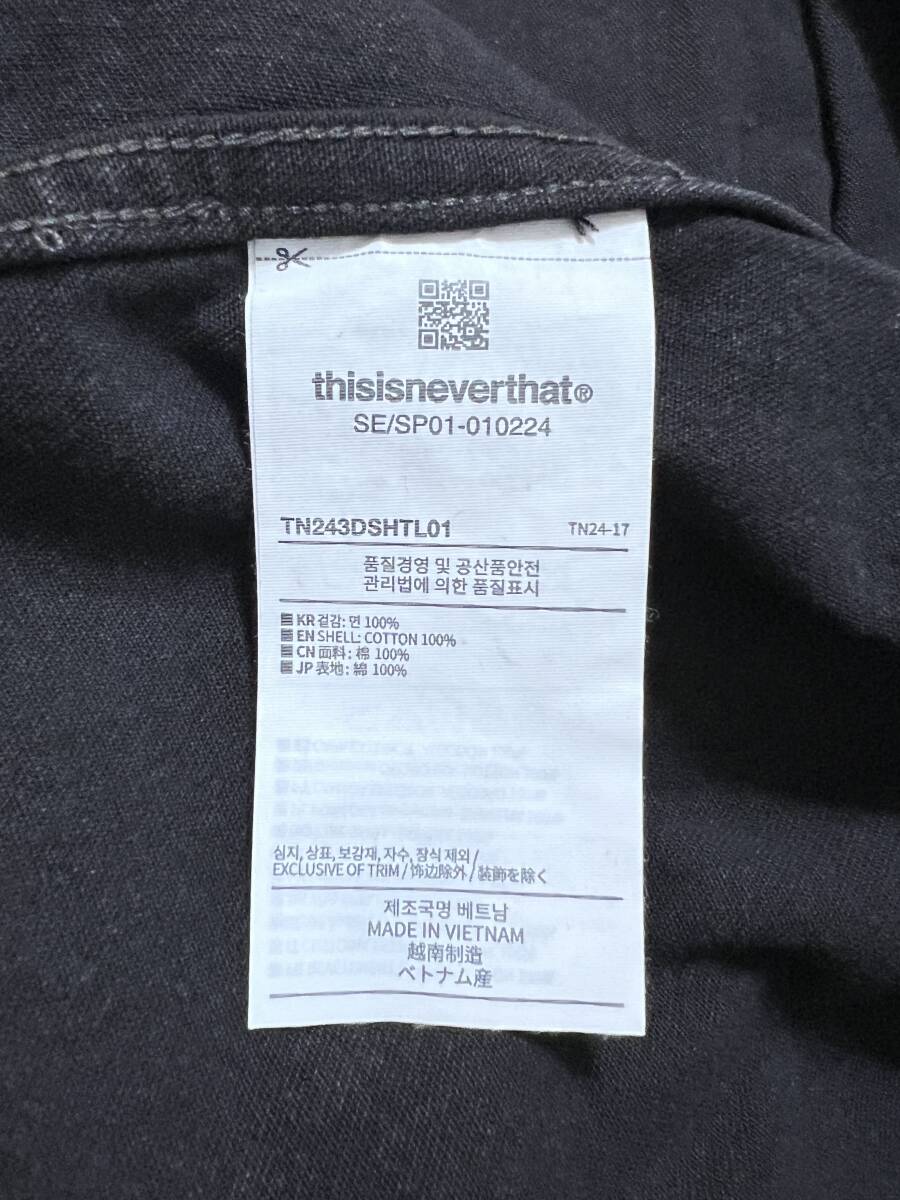 thisisneverthat®
SE/SP01-010224
TN243DSHTL01 TN24-17
품질경영 및 공산품안전
관리법에 의한 품질표시
KR 겉감: 면 100%
EN SHELL: COTTON 100%
CN 面料: 棉 100%
JP 表地: 綿 100%
심지, 상표, 보강재, 자수, 장식 제외 /
EXCLUSIVE OF TRIM / 饰边除外 / 装飾を除く
제조국명 베트남
MADE IN VIETNAM
越南制造
ベトナム産